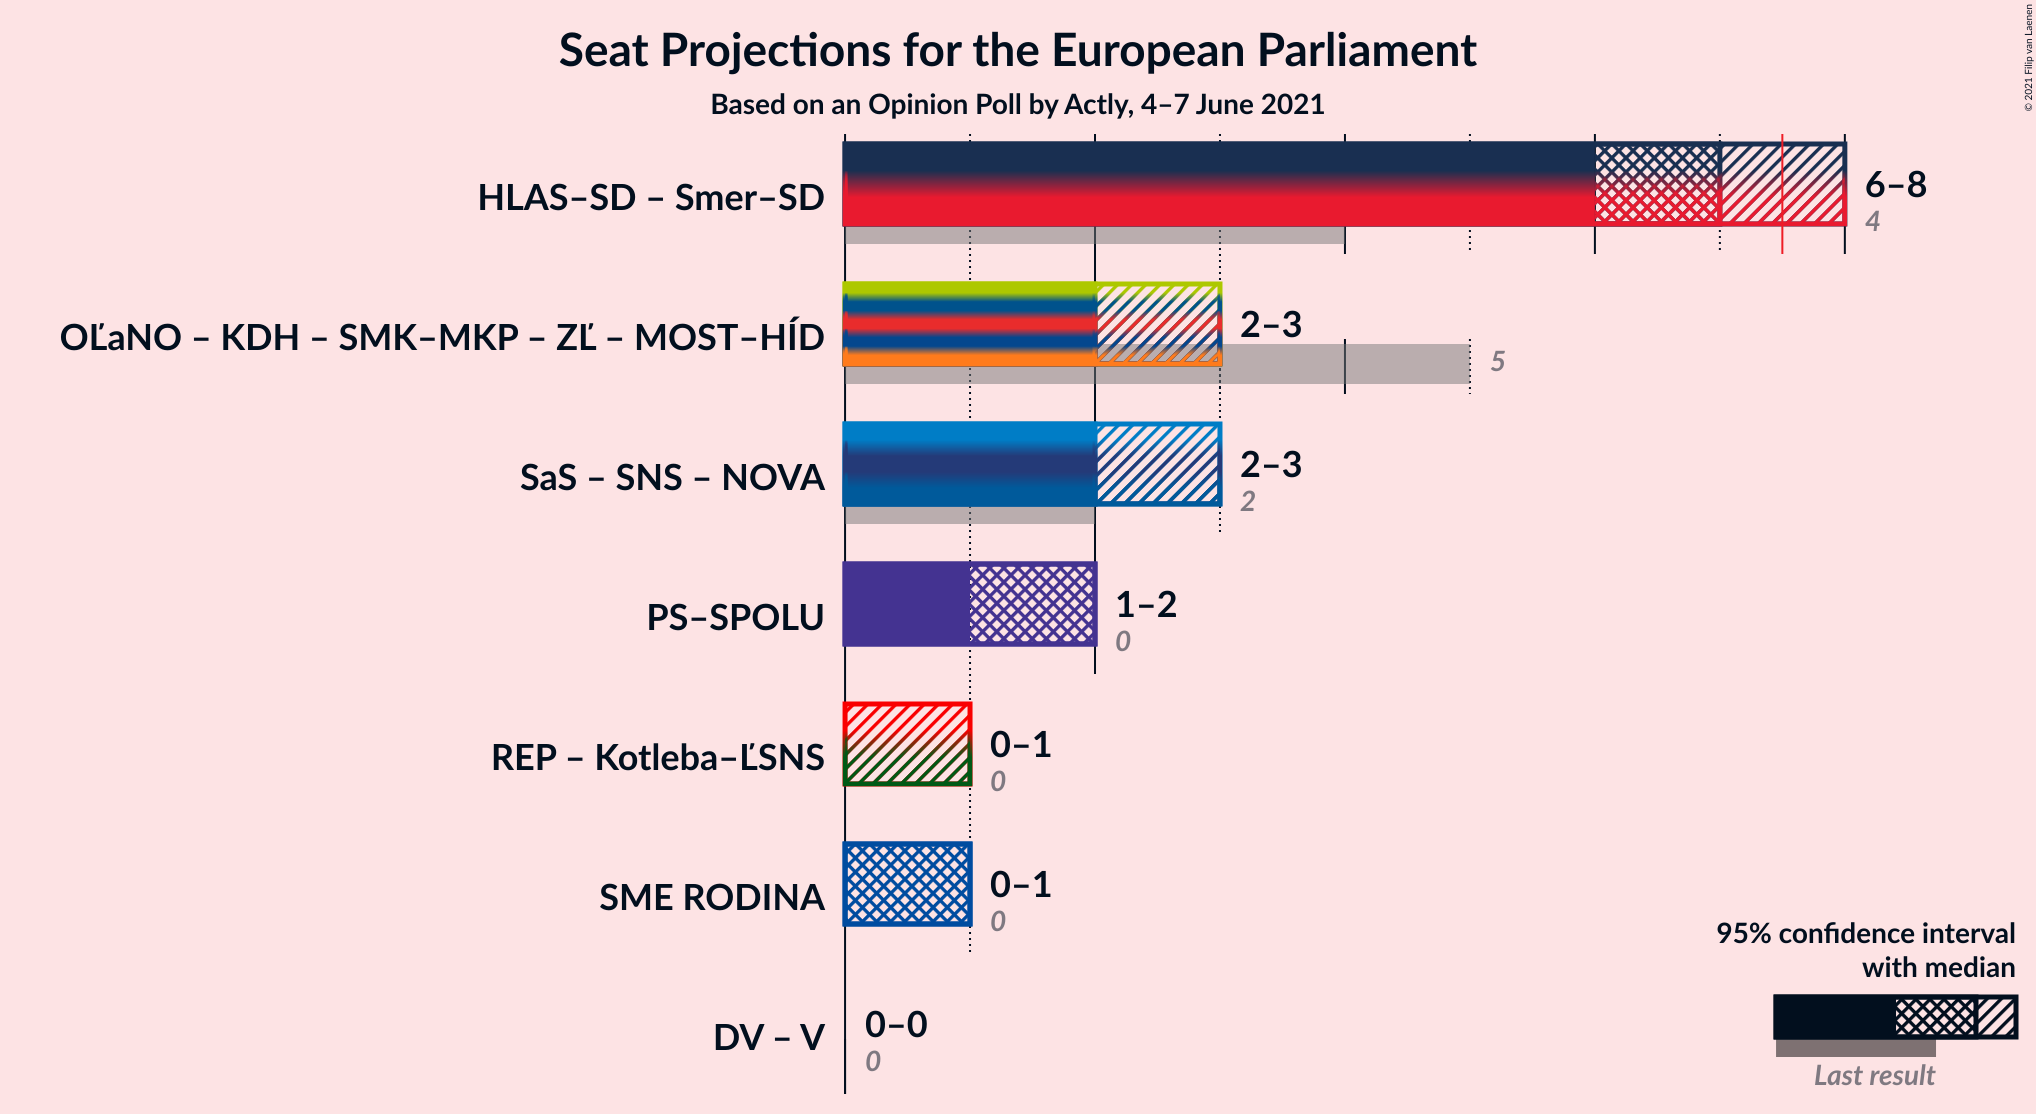 Seat Projections for the European Parliament
Based on an Opinion Poll by Actly, 4–7 June 2021
© 2021 Filip van Laenen
HLAS–SD – Smer–SD
6–8
4
OĽaNO – KDH – SMK–MKP – ZĽ – MOST–HÍD
2–3
5
SaS – SNS – NOVA
2–3
2
PS–SPOLU
1–2
0
REP – Kotleba–ĽSNS
0–1
0
SME RODINA
0–1
0
DV – V
0–0
0
95% confidence interval
with median
Last result